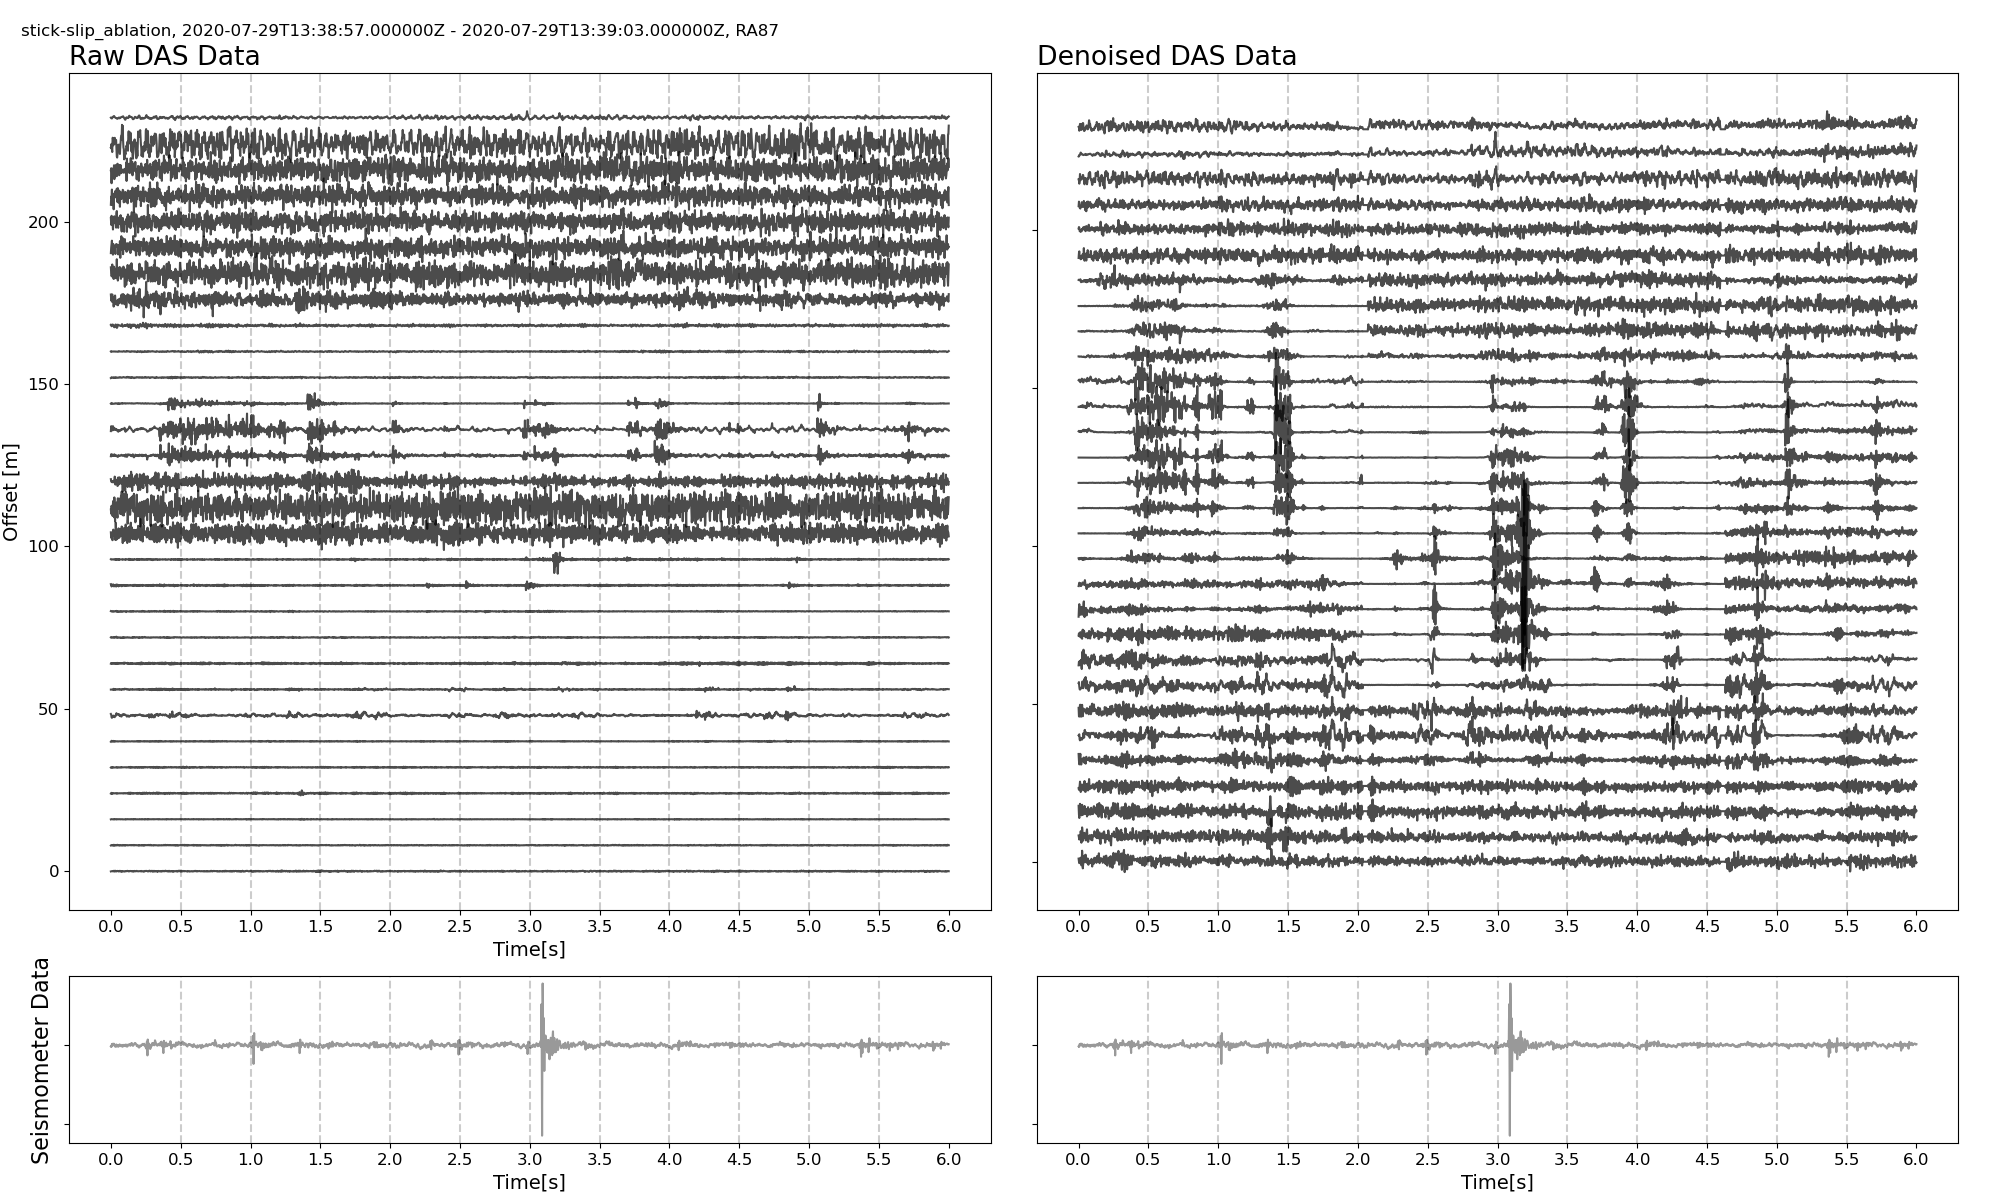 stick-slip_ablation, 2020-07-29T13:38:57.000000Z - 2020-07-29T13:39:03.000000Z, RA87
Raw DAS Data
Denoised DAS Data
Offset [m]
200
150
100
50
0
0.0 0.5 1.0 1.5 2.0 2.5 3.0 3.5 4.0 4.5 5.0 5.5 6.0
Time[s]
0.0 0.5 1.0 1.5 2.0 2.5 3.0 3.5 4.0 4.5 5.0 5.5 6.0
Seismometer Data
0.0 0.5 1.0 1.5 2.0 2.5 3.0 3.5 4.0 4.5 5.0 5.5 6.0
Time[s]
0.0 0.5 1.0 1.5 2.0 2.5 3.0 3.5 4.0 4.5 5.0 5.5 6.0
Time[s]